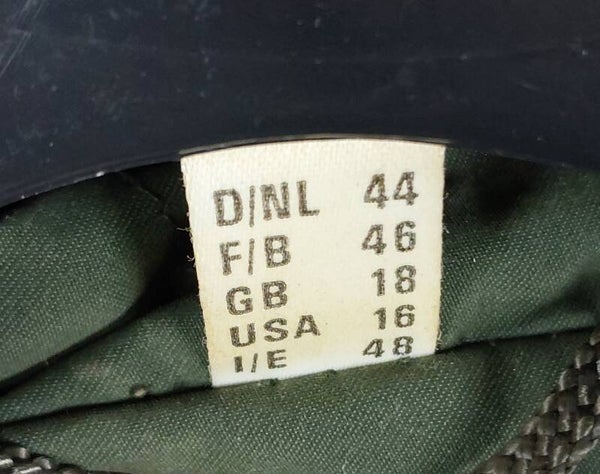 D/NL 44
F/B 46
GB 18
USA 16
I/E 48